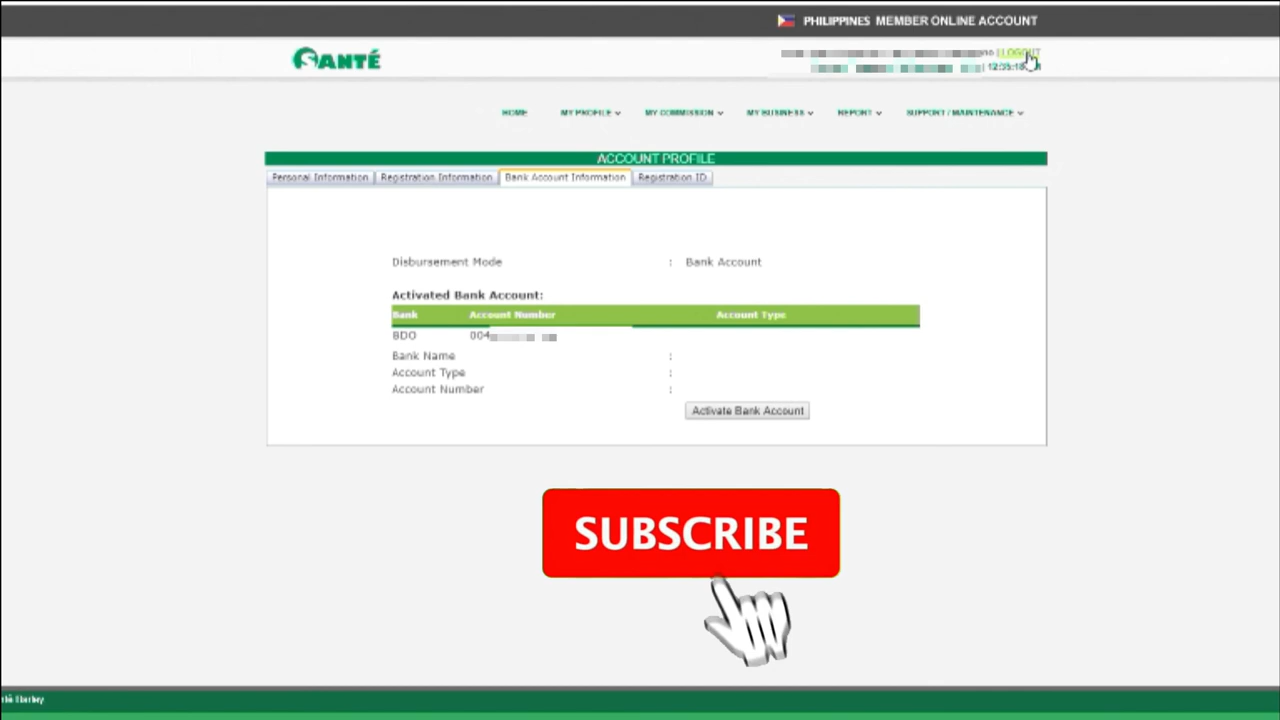 PHILIPPINES MEMBER ONLINE ACCOUNT
SANTÉ
| LOGOUT
HOME MY PROFILE MY COMMISSION MY BUSINESS REPORT SUPPORT / MAINTENANCE
ACCOUNT PROFILE
Personal Information Registration Information Bank Account Information Registration ID
Disbursement Mode : Bank Account
Activated Bank Account:
Bank Account Number Account Type
BDO 004
Bank Name :
Account Type :
Account Number :
Activate Bank Account
SUBSCRIBE